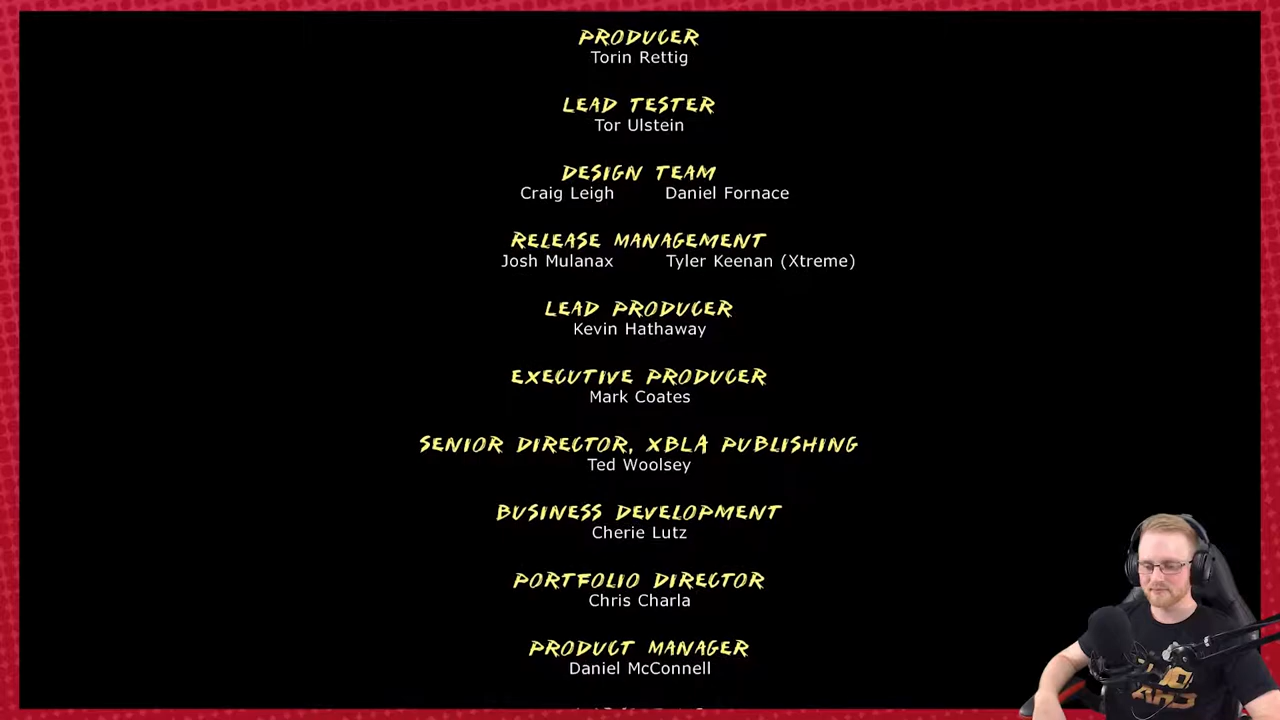 PRODUCER
Torin Rettig
LEAD TESTER
Tor Ulstein
DESIGN TEAM
Craig Leigh Daniel Fornace
RELEASE MANAGEMENT
Josh Mulanax Tyler Keenan (Xtreme)
LEAD PRODUCER
Kevin Hathaway
EXECUTIVE PRODUCER
Mark Coates
SENIOR DIRECTOR, XBLA PUBLISHING
Ted Woolsey
BUSINESS DEVELOPMENT
Cherie Lutz
PORTFOLIO DIRECTOR
Chris Charla
PRODUCT MANAGER
Daniel McConnell